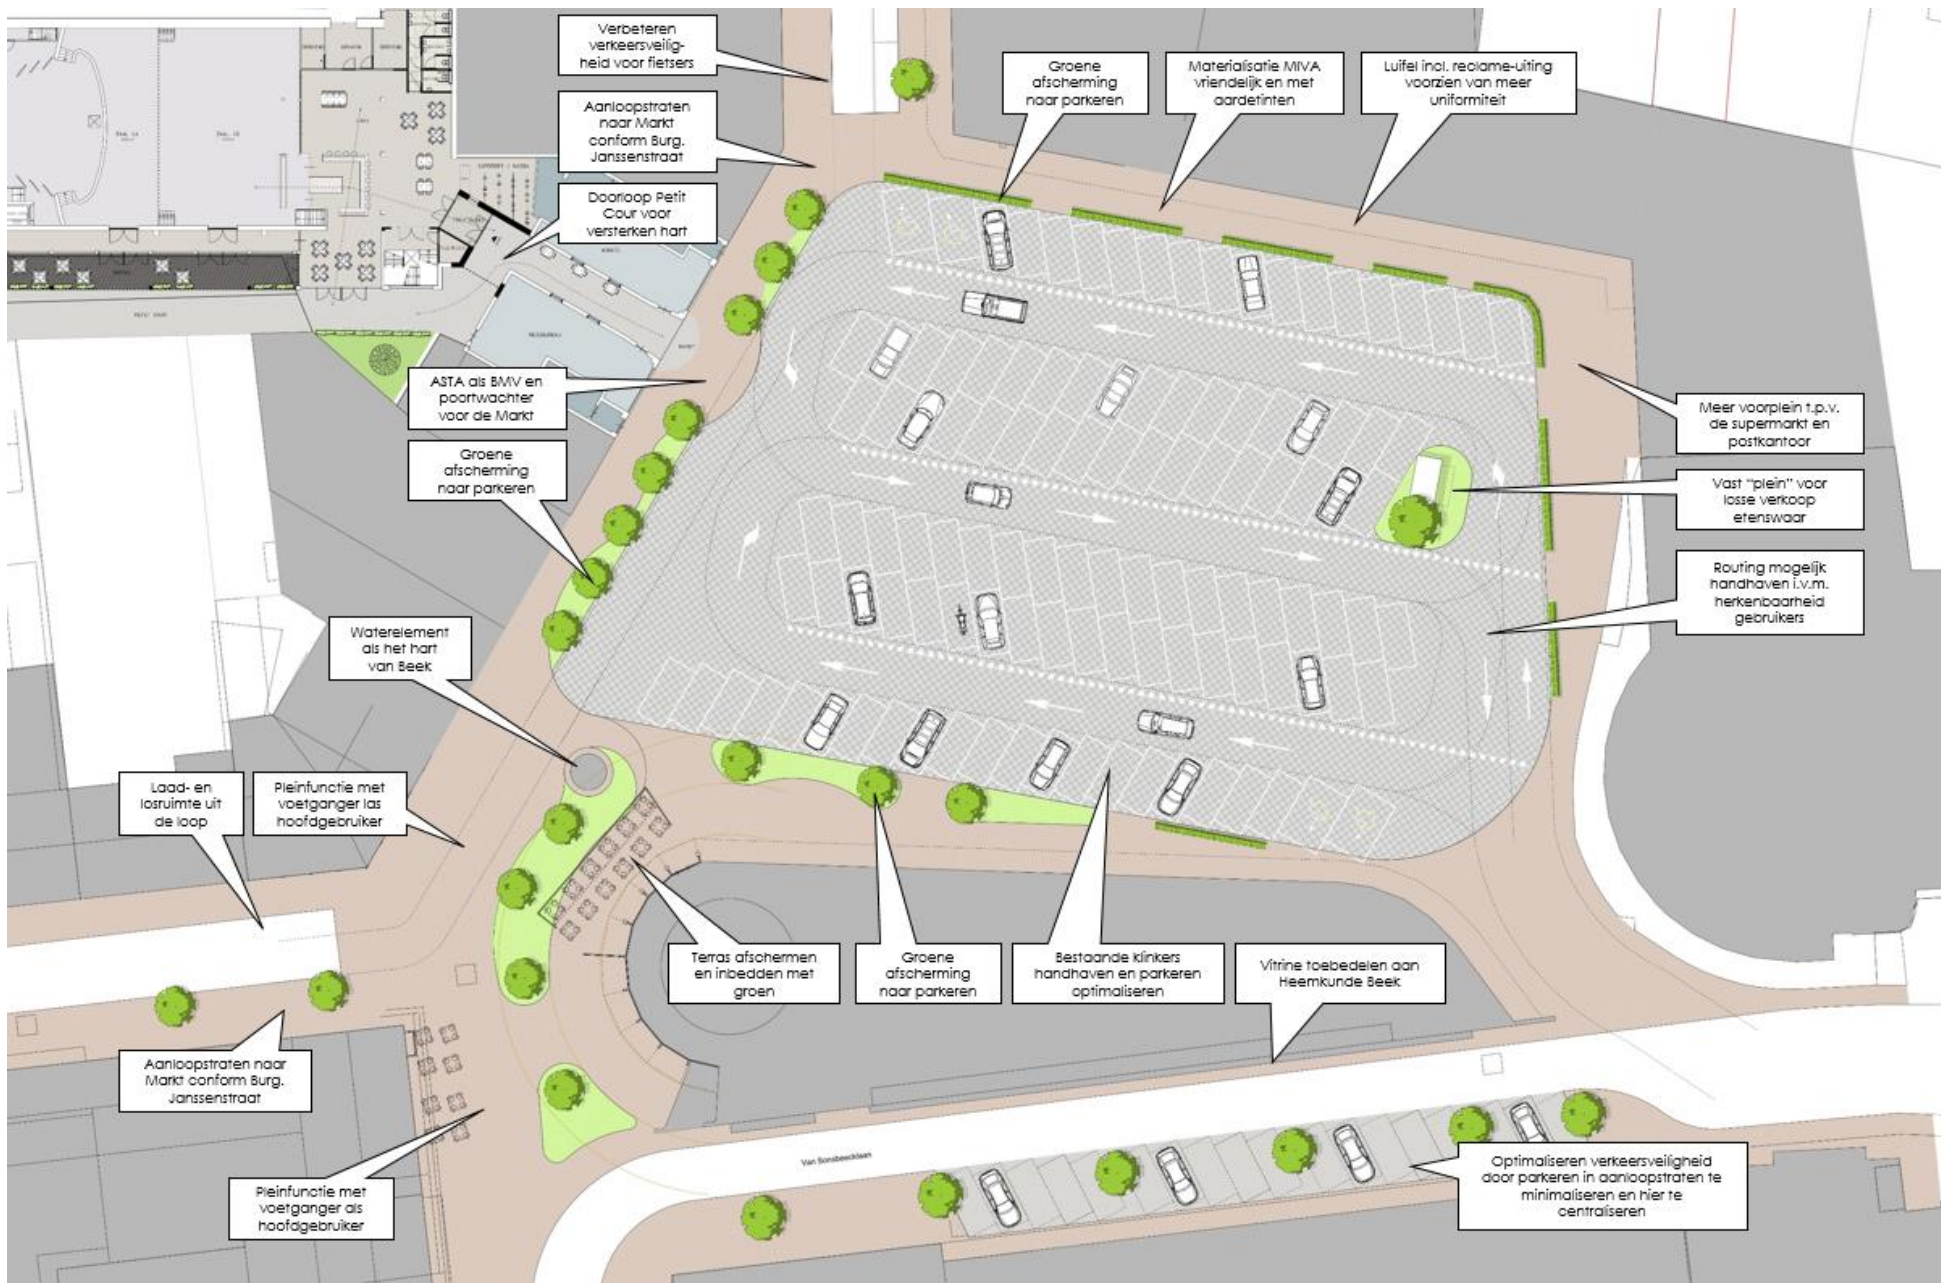 Verbeteren
verkeersveilig-
heid voor fietsers
Groene
afscherming
naar parkeren
Materialisatie MIVA
vriendelijk en met
aardetinten
Luifel incl. reclame-uiting
voorzien van meer
uniformiteit
Aanloopstraten
naar Markt
conform Burg.
Janssenstraat
Doorloop Petit
Cour voor
versterken hart
ASTA als BMV en
poortwachter
voor de Markt
Meer voorplein t.p.v.
de supermarkt en
postkantoor
Groene
afscherming
naar parkeren
Vast "plein" voor
losse verkoop
etenswaar
Routing mogelijk
handhaven i.v.m.
herkenbaarheid
gebruikers
Waterelement
als het hart
van Beek
Laad- en
losruimte uit
de loop
Pleinfunctie met
voetganger las
hoofdgebruiker
Terras afschermen
en inbedden met
groen
Groene
afscherming
naar parkeren
Bestaande klinkers
handhaven en parkeren
optimaliseren
Vitrine toebedelen aan
Heemkunde Beek
Aanloopstraten naar
Markt conform Burg.
Janssenstraat
Van Sonsbeecklaan
Pleinfunctie met
voetganger als
hoofdgebruiker
Optimaliseren verkeersveiligheid
door parkeren in aanloopstraten te
minimaliseren en hier te
centraliseren